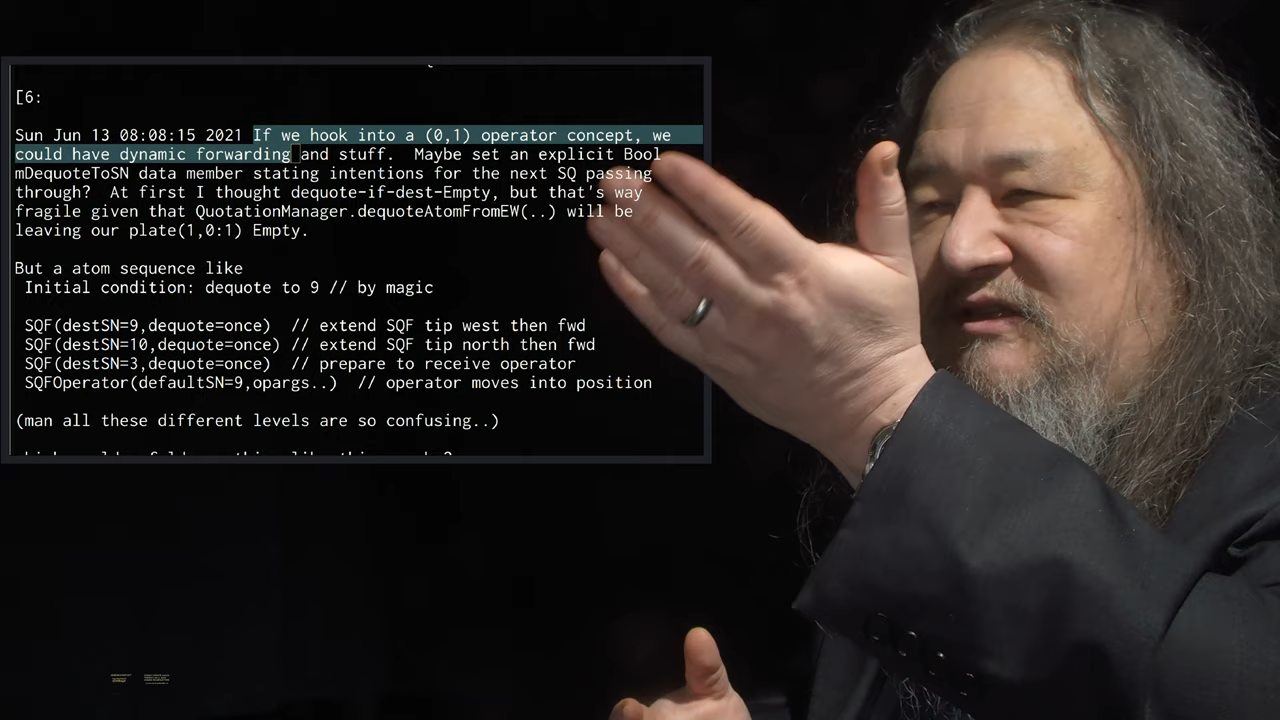 [6:
Sun Jun 13 08:08:15 2021 If we hook into a (0,1) operator concept, we
could have dynamic forwarding and stuff.  Maybe set an explicit Bool
mDequoteToSN data member stating intentions for the next SQ passing
through?  At first I thought dequote-if-dest-Empty, but that's way
fragile given that QuotationManager.dequoteAtomFromEW(..) will be
leaving our plate(1,0:1) Empty.
But a atom sequence like
Initial condition: dequote to 9 // by magic
SQF(destSN=9,dequote=once)  // extend SQF tip west then fwd
SQF(destSN=10,dequote=once) // extend SQF tip north then fwd
SQF(destSN=3,dequote=once)  // prepare to receive operator
SQFOperator(defaultSN=9,opargs..)  // operator moves into position
(man all these different levels are so confusing..)